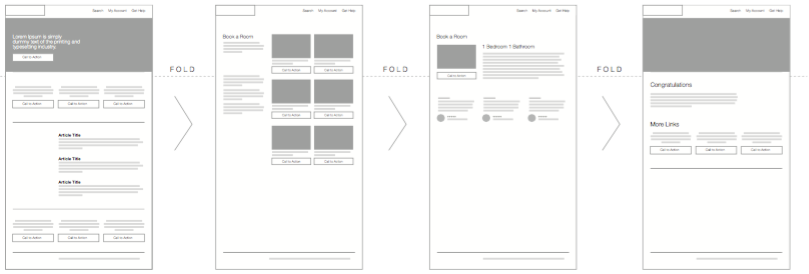 Search My Account Get Help
Lorem Ipsum is simply
dummy text of the printing and
typesetting industry.
Call to Action
Call to Action Call to Action Call to Action
Article Title
Article Title
Article Title
Call to Action Call to Action Call to Action
FOLD
Search My Account Get Help
Book a Room
Call to Action Call to Action
Call to Action Call to Action
Call to Action Call to Action
FOLD
Search My Account Get Help
Book a Room
1 Bedroom 1 Bathroom
Call to Action
FOLD
Search My Account Get Help
Congratulations
More Links
Call to Action Call to Action Call to Action